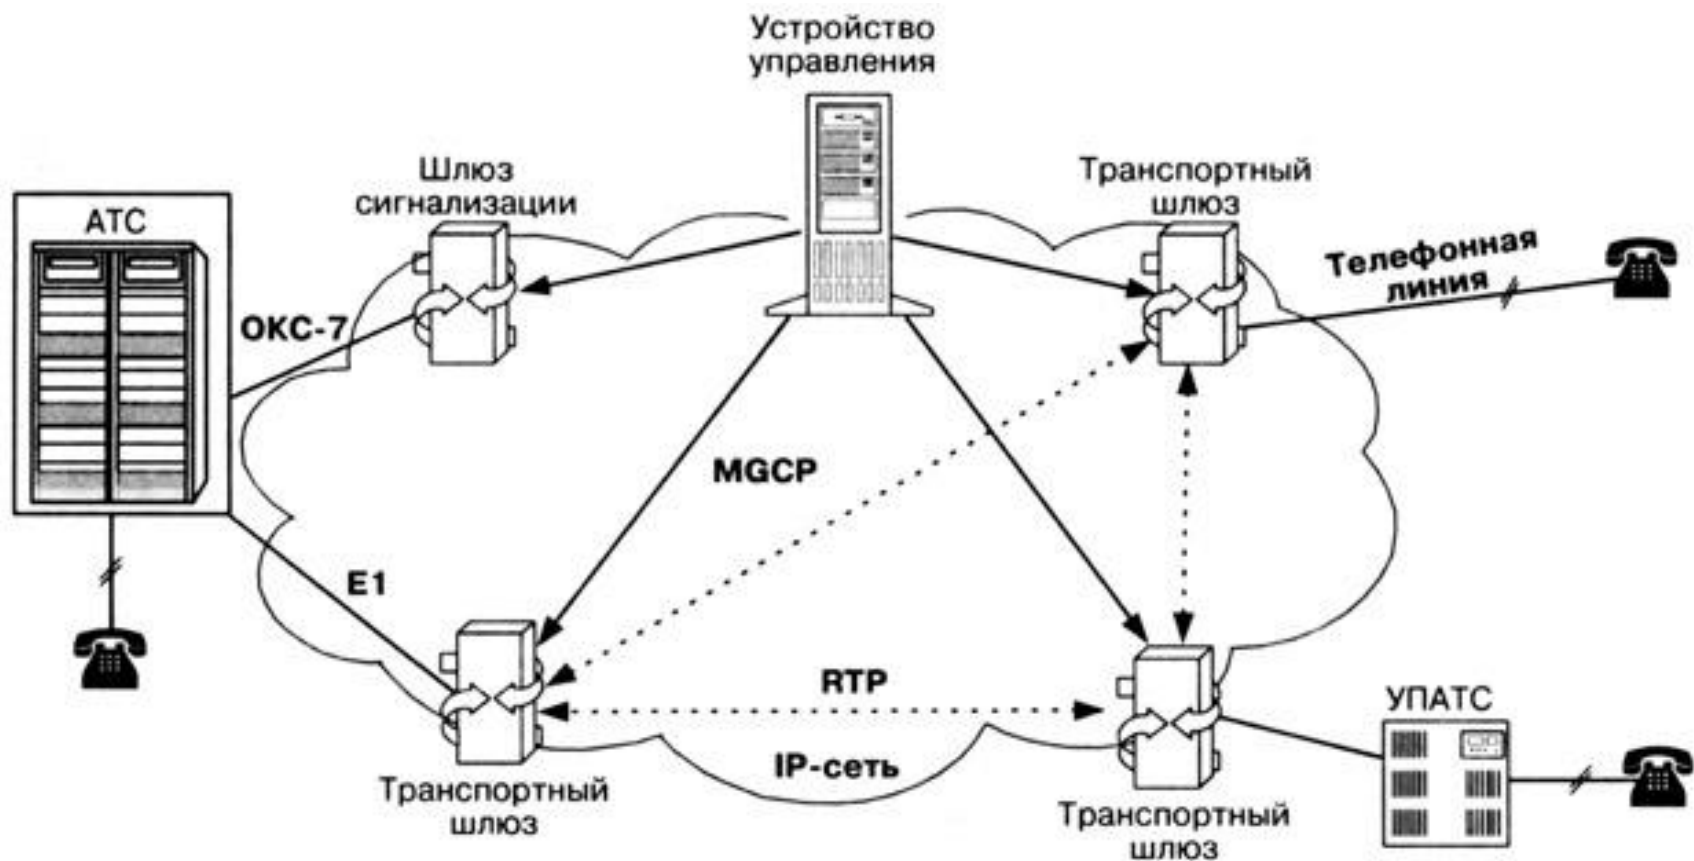 Устройство
управления
Шлюз
сигнализации
Транспортный
шлюз
АТС
Телефонная
линия
ОКС-7
MGCP
E1
RTP
УПАТС
IP-сеть
Транспортный
шлюз
Транспортный
шлюз